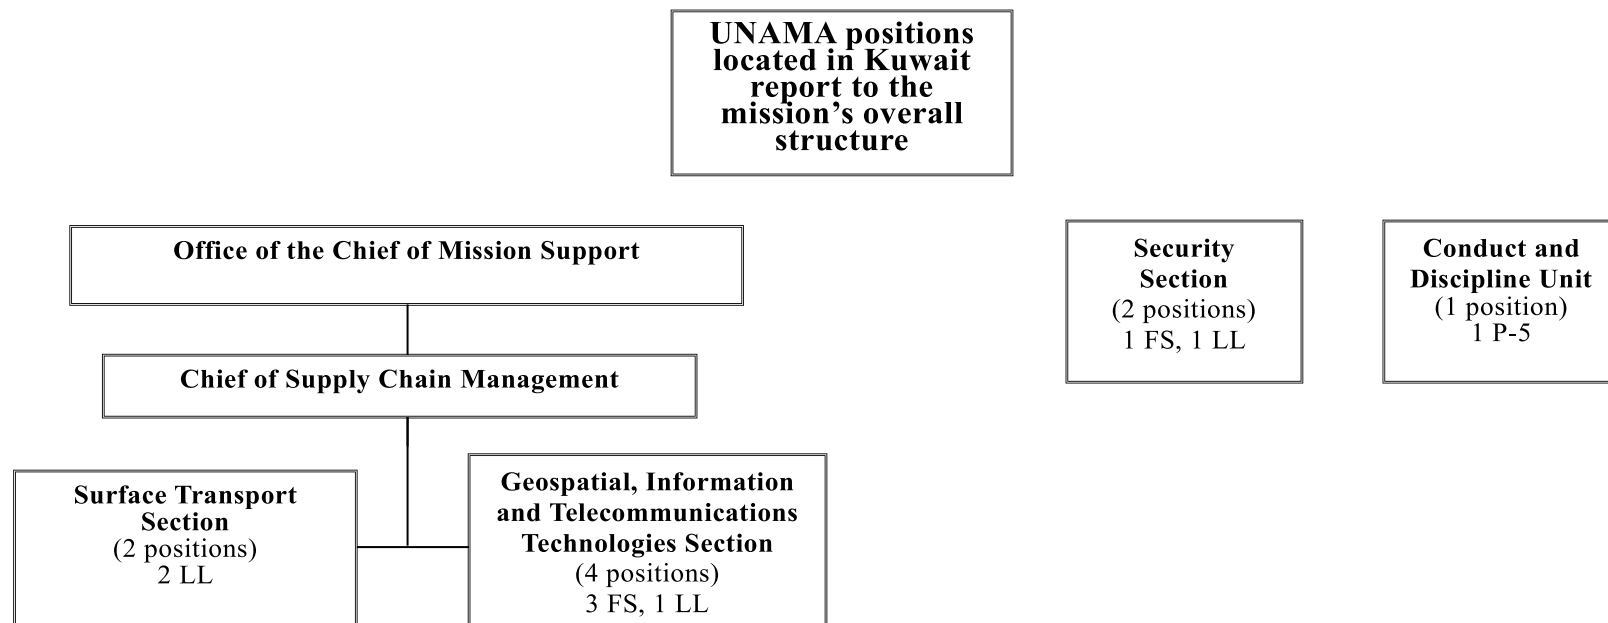 UNAMA positions
located in Kuwait
report to the
mission’s overall
structure
Office of the Chief of Mission Support
Chief of Supply Chain Management
Surface Transport
Section
(2 positions)
2 LL
Geospatial, Information
and Telecommunications
Technologies Section
(4 positions)
3 FS, 1 LL
Security
Section
(2 positions)
1 FS, 1 LL
Conduct and
Discipline Unit
(1 position)
1 P-5